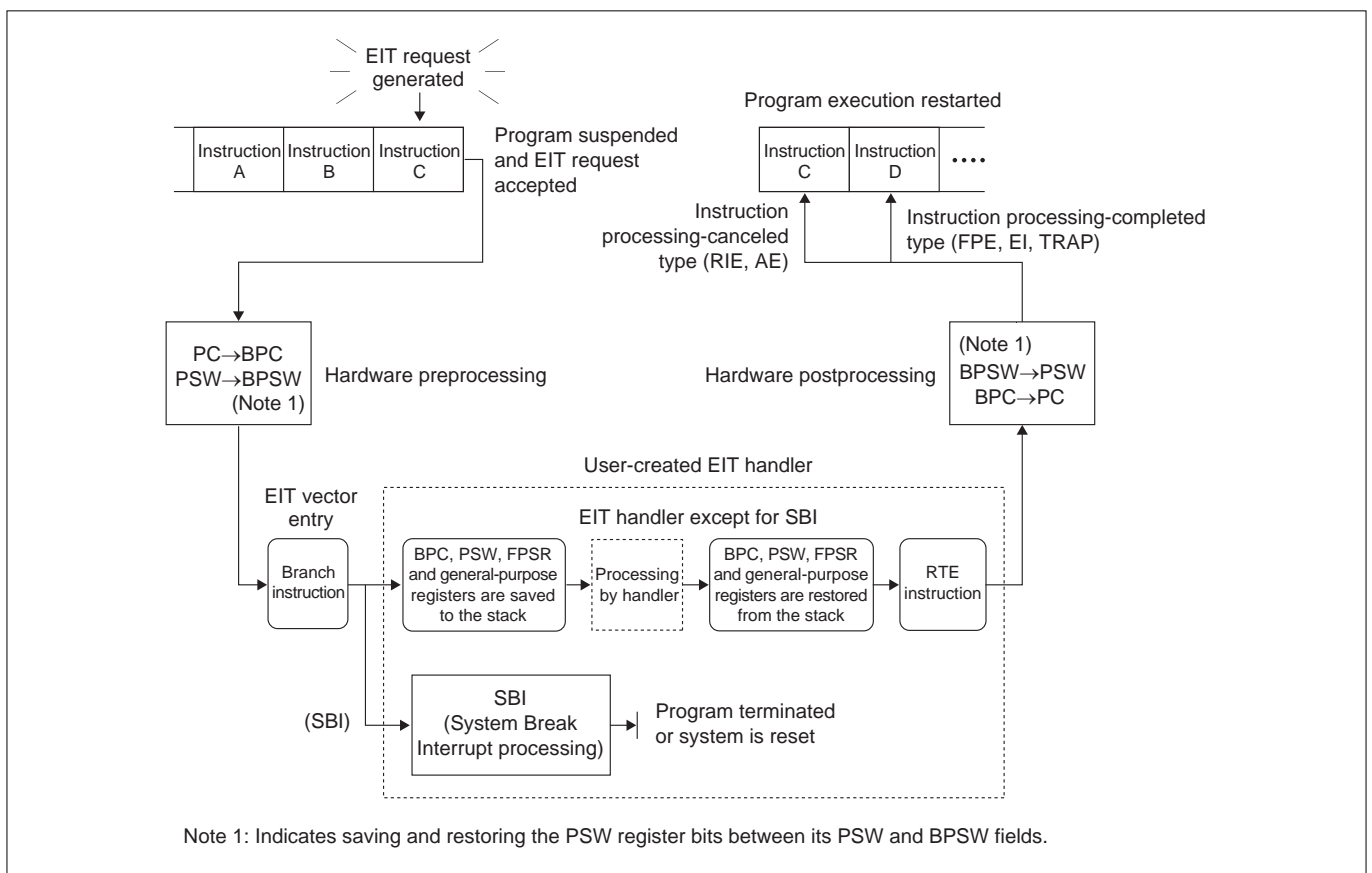 EIT request
generated
Program execution restarted
Instruction
A
Instruction
B
Instruction
C
Program suspended
and EIT request
accepted
Instruction
C
Instruction
D
••••
Instruction
processing-canceled
type (RIE, AE)
Instruction processing-completed
type (FPE, EI, TRAP)
PC→BPC
PSW→BPSW
(Note 1)
Hardware preprocessing
Hardware postprocessing
(Note 1)
BPSW→PSW
BPC→PC
User-created EIT handler
EIT vector
entry
EIT handler except for SBI
Branch
instruction
BPC, PSW, FPSR
and general-purpose
registers are saved
to the stack
Processing
by handler
BPC, PSW, FPSR
and general-purpose
registers are restored
from the stack
RTE
instruction
(SBI)
SBI
(System Break
Interrupt processing)
Program terminated
or system is reset
Note 1: Indicates saving and restoring the PSW register bits between its PSW and BPSW fields.